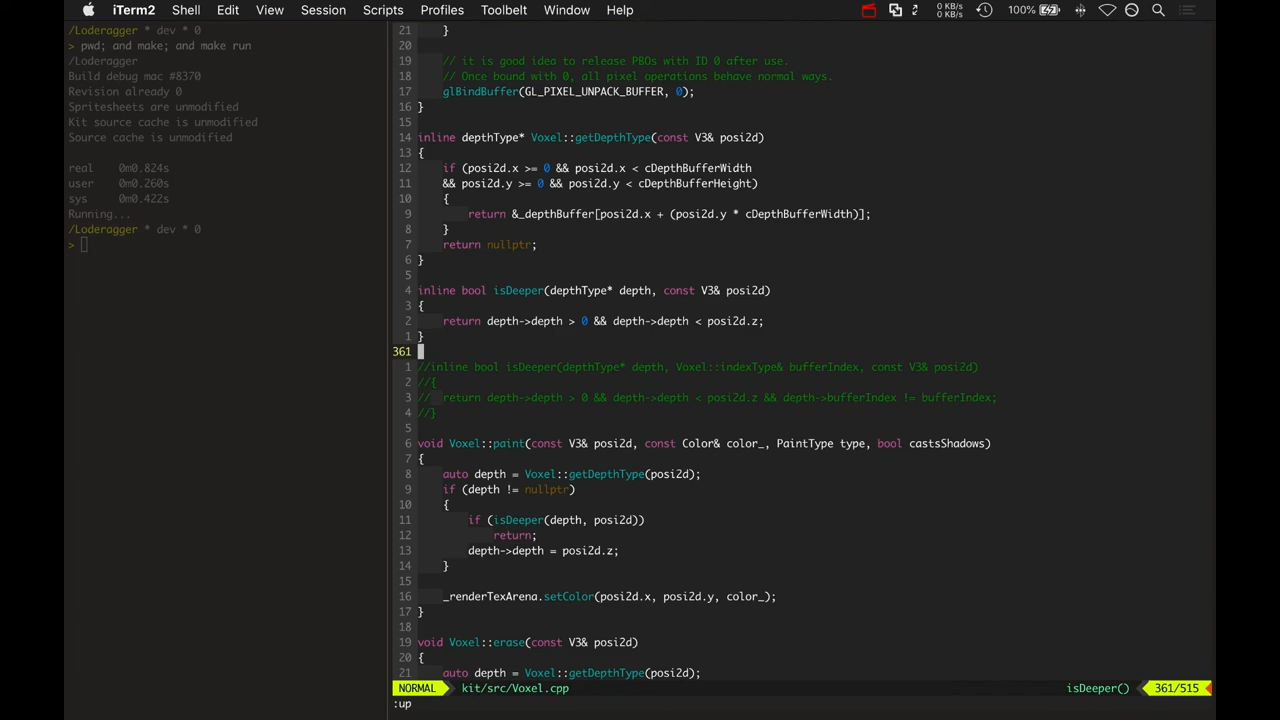 iTerm2 Shell Edit View Session Scripts Profiles Toolbelt Window Help 0 KB/s 0 KB/s 100%
/Loderagger * dev * 0
> pwd; and make; and make run
/Loderagger
Build debug mac #8370
Revision already 0
Spritesheets are unmodified
Kit source cache is unmodified
Source cache is unmodified
real 0m0.824s
user 0m0.260s
sys 0m0.422s
Running...
/Loderagger * dev * 0
>
21 }
20
19 // it is good idea to release PBOs with ID 0 after use.
18 // Once bound with 0, all pixel operations behave normal ways.
17 glBindBuffer(GL_PIXEL_UNPACK_BUFFER, 0);
16 }
15
14 inline depthType* Voxel::getDepthType(const V3& posi2d)
13 {
12 if (posi2d.x >= 0 && posi2d.x < cDepthBufferWidth
11 && posi2d.y >= 0 && posi2d.y < cDepthBufferHeight)
10 {
9 return &_depthBuffer[posi2d.x + (posi2d.y * cDepthBufferWidth)];
8 }
7 return nullptr;
6 }
5
4 inline bool isDeeper(depthType* depth, const V3& posi2d)
3 {
2 return depth->depth > 0 && depth->depth < posi2d.z;
1 }
361
1 //inline bool isDeeper(depthType* depth, Voxel::indexType& bufferIndex, const V3& posi2d)
2 //{
3 // return depth->depth > 0 && depth->depth < posi2d.z && depth->bufferIndex != bufferIndex;
4 //}
5
6 void Voxel::paint(const V3& posi2d, const Color& color_, PaintType type, bool castsShadows)
7 {
8 auto depth = Voxel::getDepthType(posi2d);
9 if (depth != nullptr)
10 {
11 if (isDeeper(depth, posi2d))
12 return;
13 depth->depth = posi2d.z;
14 }
15
16 _renderTexArena.setColor(posi2d.x, posi2d.y, color_);
17 }
18
19 void Voxel::erase(const V3& posi2d)
20 {
21 auto depth = Voxel::getDepthType(posi2d);
NORMAL kit/src/Voxel.cpp isDeeper() 361/515
:up